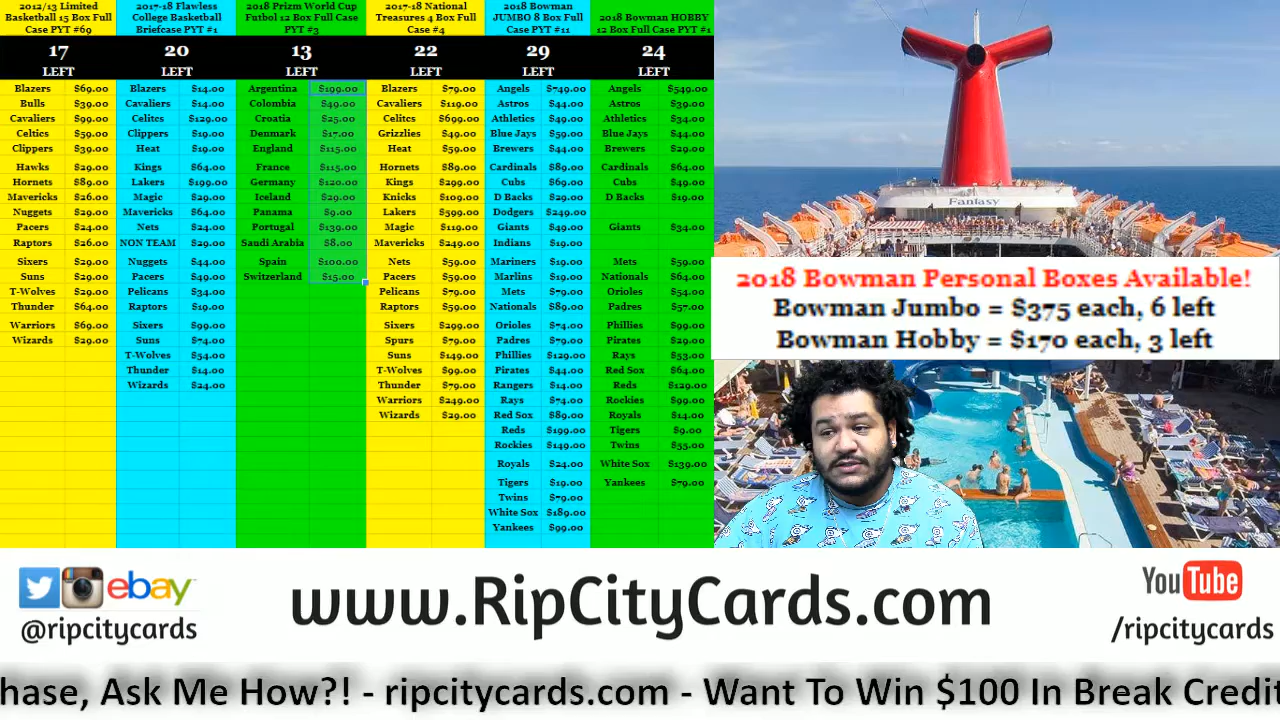 2012/13 Limited
Basketball 15 Box Full
Case PYT #69
17
LEFT
Blazers $69.00
Bulls $39.00
Cavaliers $99.00
Celtics $59.00
Clippers $39.00
Hawks $29.00
Hornets $89.00
Mavericks $26.00
Nuggets $29.00
Pacers $24.00
Raptors $26.00
Sixers $29.00
Suns $29.00
T-Wolves $29.00
Thunder $64.00
Warriors $69.00
Wizards $29.00
2017-18 Flawless
College Basketball
Briefcase PYT #1
20
LEFT
Blazers $14.00
Cavaliers $14.00
Celitcs $129.00
Clippers $19.00
Heat $19.00
Kings $64.00
Lakers $199.00
Magic $29.00
Mavericks $64.00
Nets $24.00
NON TEAM $29.00
Nuggets $44.00
Pacers $49.00
Pelicans $34.00
Raptors $19.00
Sixers $99.00
Suns $74.00
T-Wolves $54.00
Thunder $14.00
Wizards $24.00
2018 Prizm World Cup
Futbol 12 Box Full Case
PYT #3
13
LEFT
Argentina $199.00
Colombia $49.00
Croatia $25.00
Denmark $17.00
England $115.00
France $115.00
Germany $120.00
Iceland $29.00
Panama $9.00
Portugal $139.00
Saudi Arabia $8.00
Spain $100.00
Switzerland $15.00
2017-18 National
Treasures 4 Box Full
Case #4
22
LEFT
Blazers $79.00
Cavaliers $119.00
Celitcs $699.00
Grizzlies $49.00
Heat $59.00
Hornets $89.00
Kings $299.00
Knicks $109.00
Lakers $599.00
Magic $119.00
Mavericks $249.00
Nets $59.00
Pacers $59.00
Pelicans $79.00
Raptors $59.00
Sixers $299.00
Spurs $79.00
Suns $149.00
T-Wolves $99.00
Thunder $79.00
Warriors $249.00
Wizards $29.00
2018 Bowman
JUMBO 8 Box Full
Case PYT #11
29
LEFT
Angels $749.00
Astros $44.00
Athletics $49.00
Blue Jays $59.00
Brewers $44.00
Cardinals $89.00
Cubs $69.00
D Backs $29.00
Dodgers $249.00
Giants $49.00
Indians $19.00
Mariners $19.00
Marlins $19.00
Mets $79.00
Nationals $89.00
Orioles $74.00
Padres $79.00
Phillies $129.00
Pirates $44.00
Rangers $14.00
Rays $74.00
Red Sox $89.00
Reds $199.00
Rockies $149.00
Royals $24.00
Tigers $19.00
Twins $79.00
White Sox $189.00
Yankees $99.00
2018 Bowman HOBBY
12 Box Full Case PYT #1
24
LEFT
Angels $549.00
Astros $39.00
Athletics $34.00
Blue Jays $44.00
Brewers $29.00
Cardinals $64.00
Cubs $49.00
D Backs $19.00
Giants $34.00
Mets $59.00
Nationals $64.00
Orioles $54.00
Padres $57.00
Phillies $99.00
Pirates $29.00
Rays $53.00
Red Sox $64.00
Reds $129.00
Rockies $99.00
Royals $14.00
Tigers $9.00
Twins $55.00
White Sox $139.00
Yankees $79.00
Fantasy
2018 Bowman Personal Boxes Available!
Bowman Jumbo = $375 each, 6 left
Bowman Hobby = $170 each, 3 left
ebay
@ripcitycards
www.RipCityCards.com
YouTube
/ripcitycards
hase, Ask Me How?! - ripcitycards.com - Want To Win $100 In Break Credit